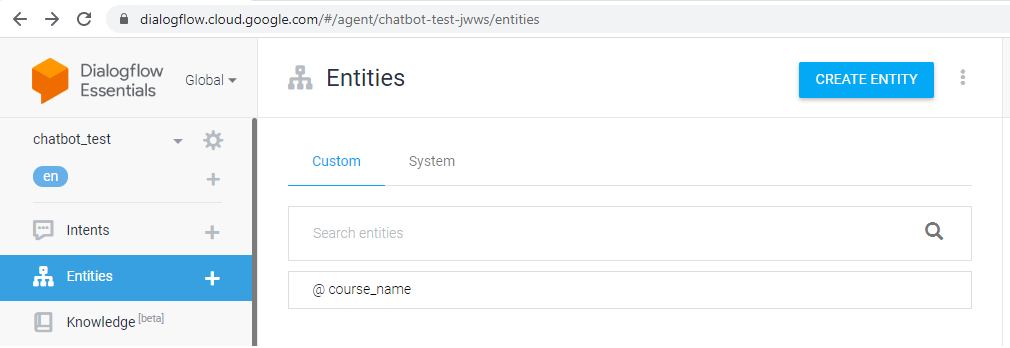 dialogflow.cloud.google.com/#/agent/chatbot-test-jwws/entities
Dialogflow
Essentials
Global
Entities
CREATE ENTITY
chatbot_test
en
Custom
System
Search entities
Intents
Entities
@ course_name
Knowledge [beta]